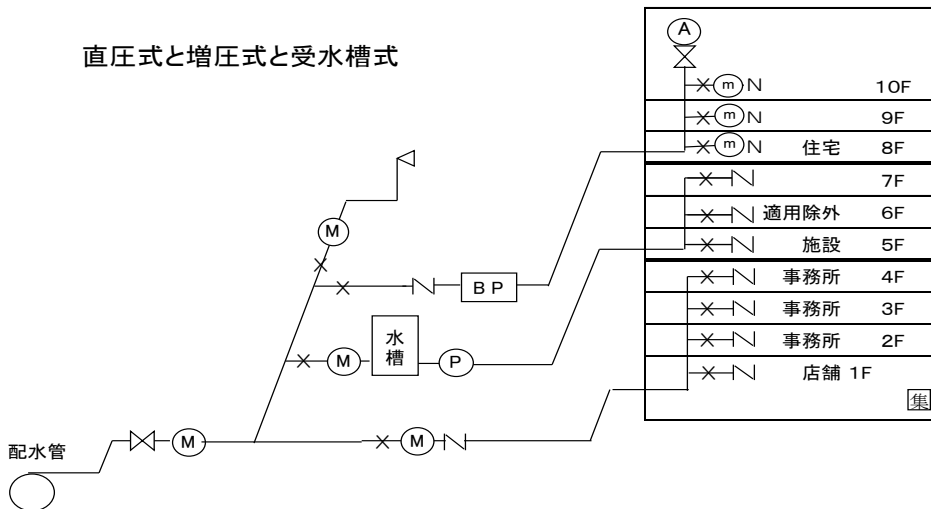 直圧式と増圧式と受水槽式
A
m N 10F
m N 9F
m N 住宅 8F
7F
適用除外 6F
施設 5F
事務所 4F
事務所 3F
事務所 2F
店舗 1F
集
M
BP
水槽
M
P
配水管
M
M